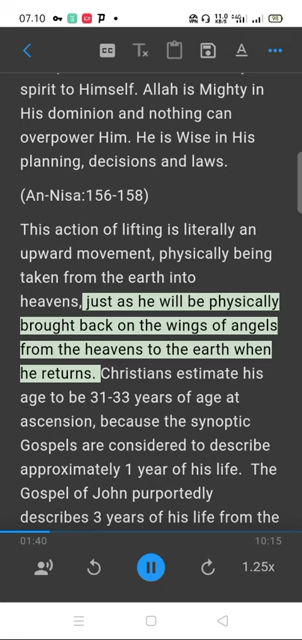 07.10
11.0 KB/S
4G
90
CC
spirit to Himself. Allah is Mighty in
His dominion and nothing can
overpower Him. He is Wise in His
planning, decisions and laws.
(An-Nisa:156-158)
This action of lifting is literally an
upward movement, physically being
taken from the earth into
heavens, just as he will be physically
brought back on the wings of angels
from the heavens to the earth when
he returns. Christians estimate his
age to be 31-33 years of age at
ascension, because the synoptic
Gospels are considered to describe
approximately 1 year of his life. The
Gospel of John purportedly
describes 3 years of his life from the
01:40
10:15
1.25x